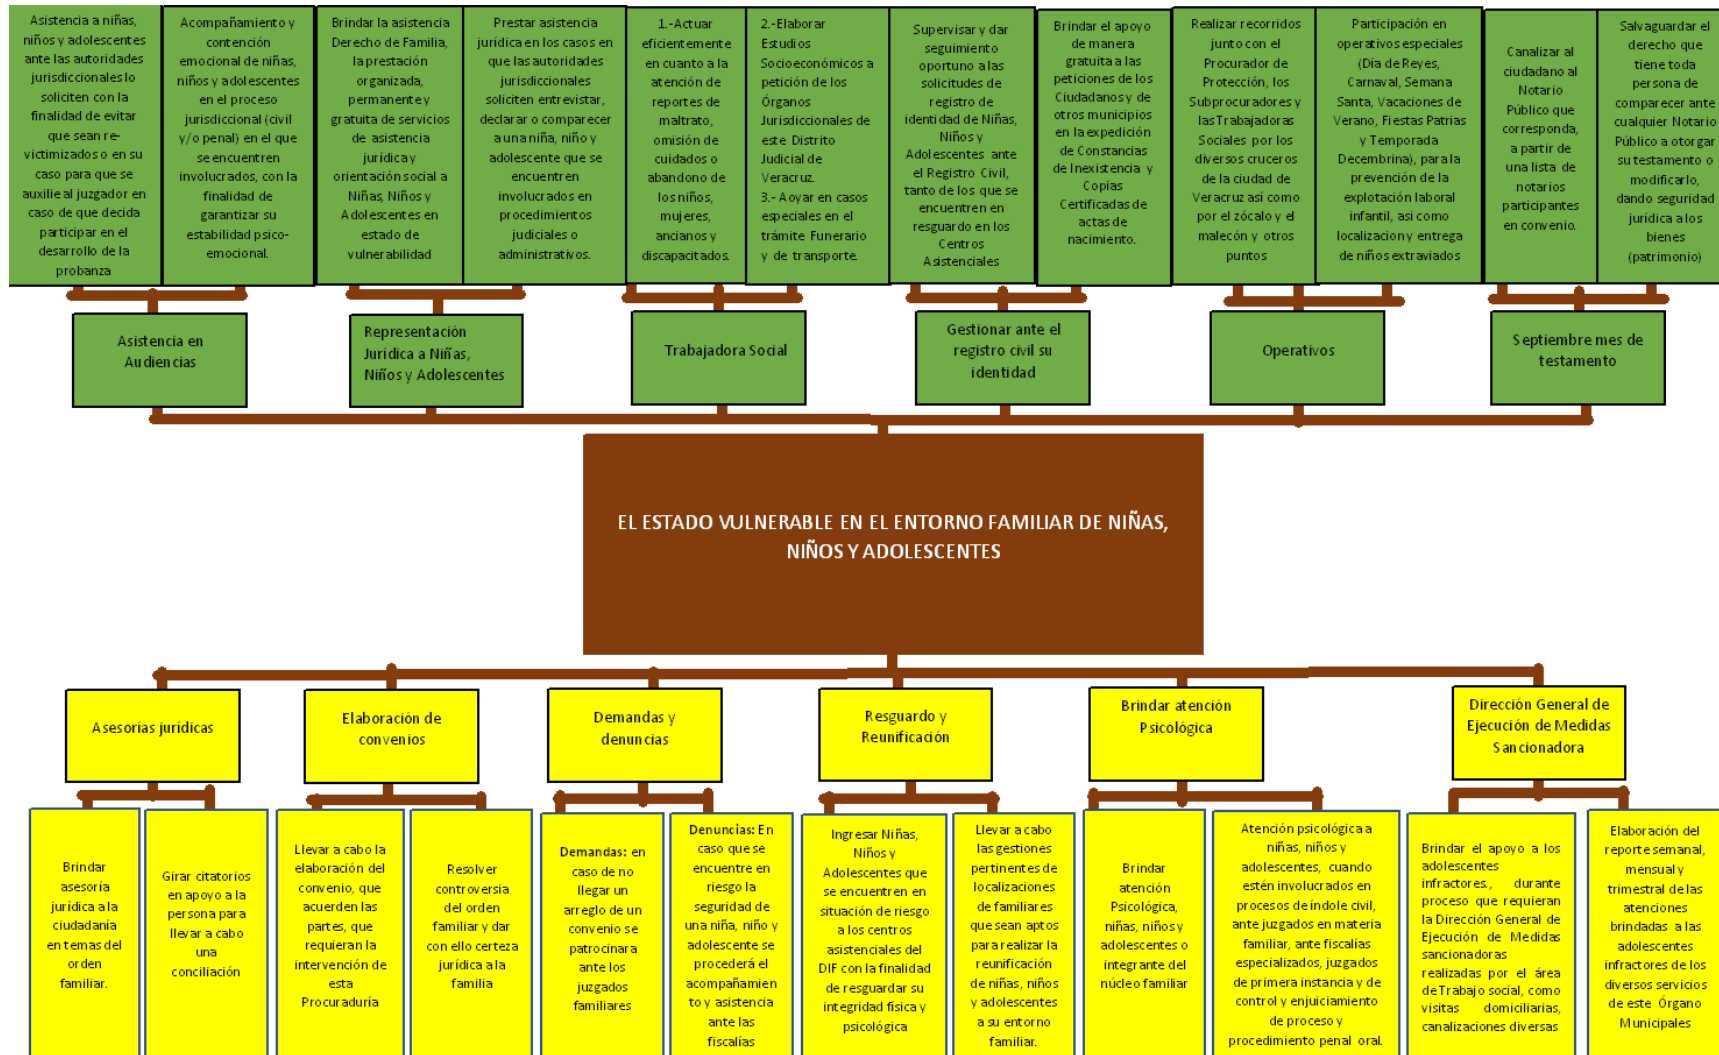 Asistencia a niñas,
niños y adolescentes
ante las autoridades
jurisdiccionales lo
soliciten con la
finalidad de evitar
que sean re-
victimizados o en su
caso para que se
auxilie al juzgador en
caso de que decida
participar en el
desarrollo de la
probanza
Acompañamiento y
contención
emocional de niñas,
niños y adolescentes
en el proceso
jurisdiccional (civil
y/o penal) en el que
se encuentren
involucrados, con la
finalidad de
garantizar su
estabilidad psico-
emocional.
Brindar la asistencia
Derecho de Familia,
la prestación
organizada,
permanente y
gratuita de servicios
de asistencia
jurídica y
orientación social a
Niñas, Niños y
Adolescentes en
estado de
vulnerabilidad
Prestar asistencia
jurídica en los casos en
que las autoridades
jurisdiccionales
soliciten entrevistar,
declarar o comparecer
a una niña, niño y
adolescente que se
encuentren
involucrados en
procedimientos
judiciales o
administrativos.
1.-Actuar
eficientemente
en cuanto a la
atención de
reportes de
maltrato,
omisión de
cuidados o
abandono de
los niños,
mujeres,
ancianos y
discapacitados.
2.-Elaborar
Estudios
Socioeconómicos a
petición de los
Órganos
Jurisdiccionales de
este Distrito
Judicial de
Veracruz.
3.- Aoyar en casos
especiales en el
trámite Funerario
y de transporte.
Supervisar y dar
seguimiento
oportuno a las
solicitudes de
registro de
identidad de Niñas,
Niños y
Adolescentes ante
el Registro Civil,
tanto de los que se
encuentren en
resguardo en los
Centros
Asistenciales
Brindar el apoyo
de manera
gratuita a las
peticiones de los
Ciudadanos y de
otros municipios
en la expedición
de Constancias
de Inexistencia y
Copias
Certificadas de
actas de
nacimiento.
Realizar recorridos
junto con el
Procurador de
Protección, los
Subprocuradores y
las Trabajadoras
Sociales por los
diversos cruceros
de la ciudad de
Veracruz así como
por el zócalo y el
malecón y otros
puntos
Participación en
operativos especiales
(Día de Reyes,
Carnaval, Semana
Santa, Vacaciones de
Verano, Fiestas Patrias
y Temporada
Decembrina), para la
prevención de la
explotación laboral
infantil, asi como
localizacion y entrega
de niños extraviados
Canalizar al
ciudadano al
Notario
Público que
corresponda,
a partir de
una lista de
notarios
participantes
en convenio.
Salvaguardar el
derecho que
tiene toda
persona de
comparecer ante
cualquier Notario
Público a otorgar
su testamento o
modificarlo,
dando seguridad
jurídica a los
bienes
(patrimonio)
Asistencia en
Audiencias
Representación
Jurídica a Niñas,
Niños y Adolescentes
Trabajadora Social
Gestionar ante el
registro civil su
identidad
Operativos
Septiembre mes de
testamento
EL ESTADO VULNERABLE EN EL ENTORNO FAMILIAR DE NIÑAS,
NIÑOS Y ADOLESCENTES
Asesorías jurídicas
Elaboración de
convenios
Demandas y
denuncias
Resguardo y
Reunificación
Brindar atención
Psicológica
Dirección General de
Ejecución de Medidas
Sancionadora
Brindar
asesoría
jurídica a la
ciudadanía
en temas del
orden
familiar.
Girar citatorios
en apoyo a la
persona para
llevar a cabo
una
conciliación
Llevar a cabo la
elaboración del
convenio, que
acuerden las
partes, que
requieran la
intervención de
esta
Procuraduría
Resolver
controversia
del orden
familiar y dar
con ello certeza
jurídica a la
familia
Demandas: en
caso de no
llegar un
arreglo de un
convenio se
patrocinara
ante los
juzgados
familiares
Denuncias: En
caso que se
encuentre en
riesgo la
seguridad de
una niña, niño y
adolescente se
procederá el
acompañamien
to y asistencia
ante las
fiscalías
Ingresar Niñas,
Niños y
Adolescentes que
se encuentren en
situación de riesgo
a los centros
asistenciales del
DIF con la finalidad
de resguardar su
integridad física y
psicológica
Llevar a cabo
las gestiones
pertinentes de
localizaciones
de familiares
que sean aptos
para realizar la
reunificación
de niñas, niños
y adolescentes
a su entorno
familiar.
Brindar
atención
Psicológica,
niñas, niños y
adolescentes o
integrante del
núcleo familiar
Atención psicológica a
niñas, niños y
adolescentes, cuando
estén involucrados en
procesos de índole civil,
ante juzgados en materia
familiar, ante fiscalías
especializados, juzgados
de primera instancia y de
control y enjuiciamiento
de proceso y
procedimiento penal oral.
Brindar el apoyo a los
adolescentes
infractores., durante
proceso que requieran
la Dirección General de
Ejecución de Medidas
sancionadoras
realizadas por el área
de Trabajo social, como
visitas domiciliarias,
canalizaciones diversas
Elaboración del
reporte semanal,
mensual y
trimestral de las
atenciones
brindadas a las
adolescentes
infractores de los
diversos servicios
de este Órgano
Municipales